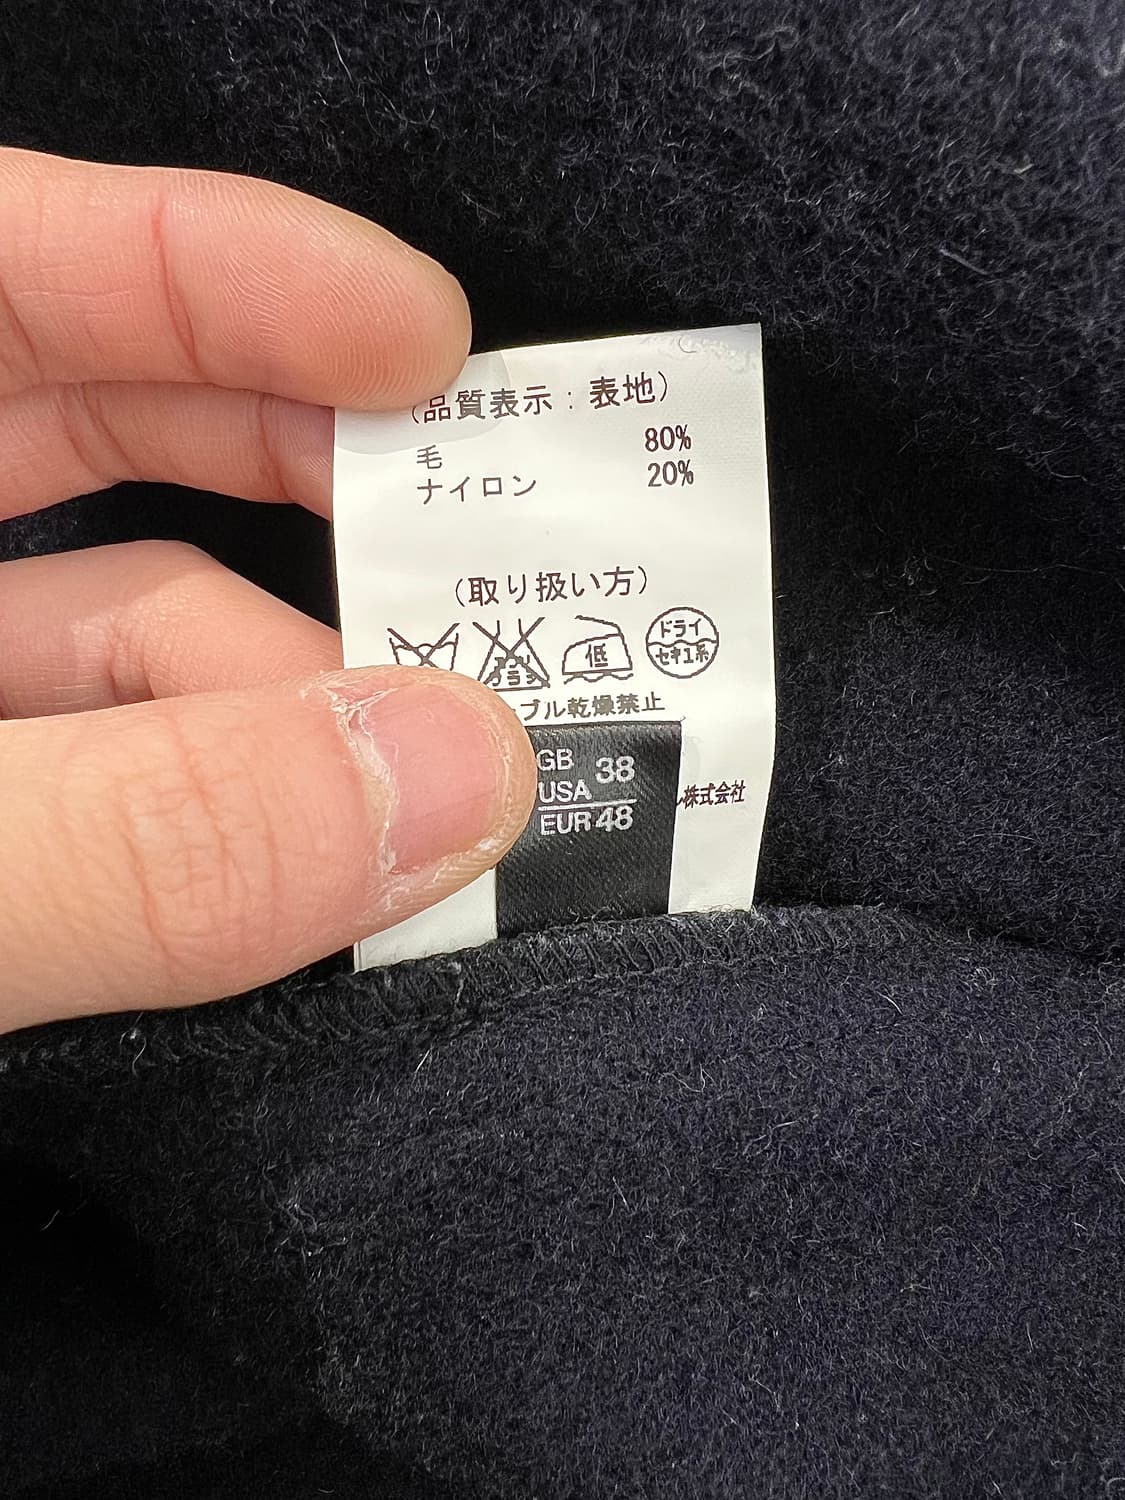 (品質表示:表地)
毛 80%
ナイロン 20%
(取り扱い方)
低
ドライ
セキユ系
ブル乾燥禁止
GB
USA 38
EUR 48
株式会社